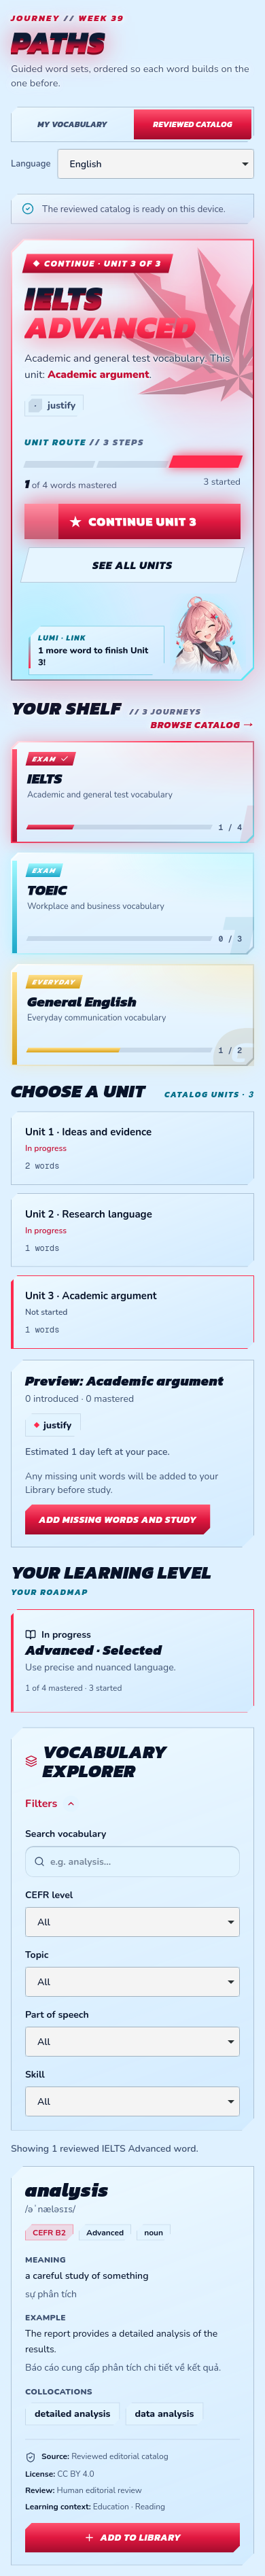 JOURNEY // WEEK 39
PATHS
Guided word sets, ordered so each word builds on the
one before.
MY VOCABULARY
REVIEWED CATALOG
Language
English
The reviewed catalog is ready on this device.
◆ CONTINUE · UNIT 3 OF 3
IELTS
ADVANCED
Academic and general test vocabulary. This
unit: Academic argument.
justify
UNIT ROUTE // 3 STEPS
1 of 4 words mastered
3 started
★ CONTINUE UNIT 3
SEE ALL UNITS
LUMI · LINK
1 more word to finish Unit
3!
YOUR SHELF // 3 JOURNEYS
BROWSE CATALOG →
EXAM ✓
IELTS
Academic and general test vocabulary
1 / 4
EXAM
TOEIC
Workplace and business vocabulary
0 / 3
EVERYDAY
General English
Everyday communication vocabulary
1 / 2
CHOOSE A UNIT
CATALOG UNITS · 3
Unit 1 · Ideas and evidence
In progress
2 words
Unit 2 · Research language
In progress
1 words
Unit 3 · Academic argument
Not started
1 words
Preview: Academic argument
0 introduced · 0 mastered
◆ justify
Estimated 1 day left at your pace.
Any missing unit words will be added to your
Library before study.
ADD MISSING WORDS AND STUDY
YOUR LEARNING LEVEL
YOUR ROADMAP
In progress
Advanced · Selected
Use precise and nuanced language.
1 of 4 mastered · 3 started
VOCABULARY
EXPLORER
Filters
Search vocabulary
e.g. analysis...
CEFR level
All
Topic
All
Part of speech
All
Skill
All
Showing 1 reviewed IELTS Advanced word.
analysis
/əˈnæləsɪs/
CEFR B2
Advanced
noun
MEANING
a careful study of something
sự phân tích
EXAMPLE
The report provides a detailed analysis of the
results.
Báo cáo cung cấp phân tích chi tiết về kết quả.
COLLOCATIONS
detailed analysis
data analysis
Source: Reviewed editorial catalog
License: CC BY 4.0
Review: Human editorial review
Learning context: Education · Reading
+ ADD TO LIBRARY